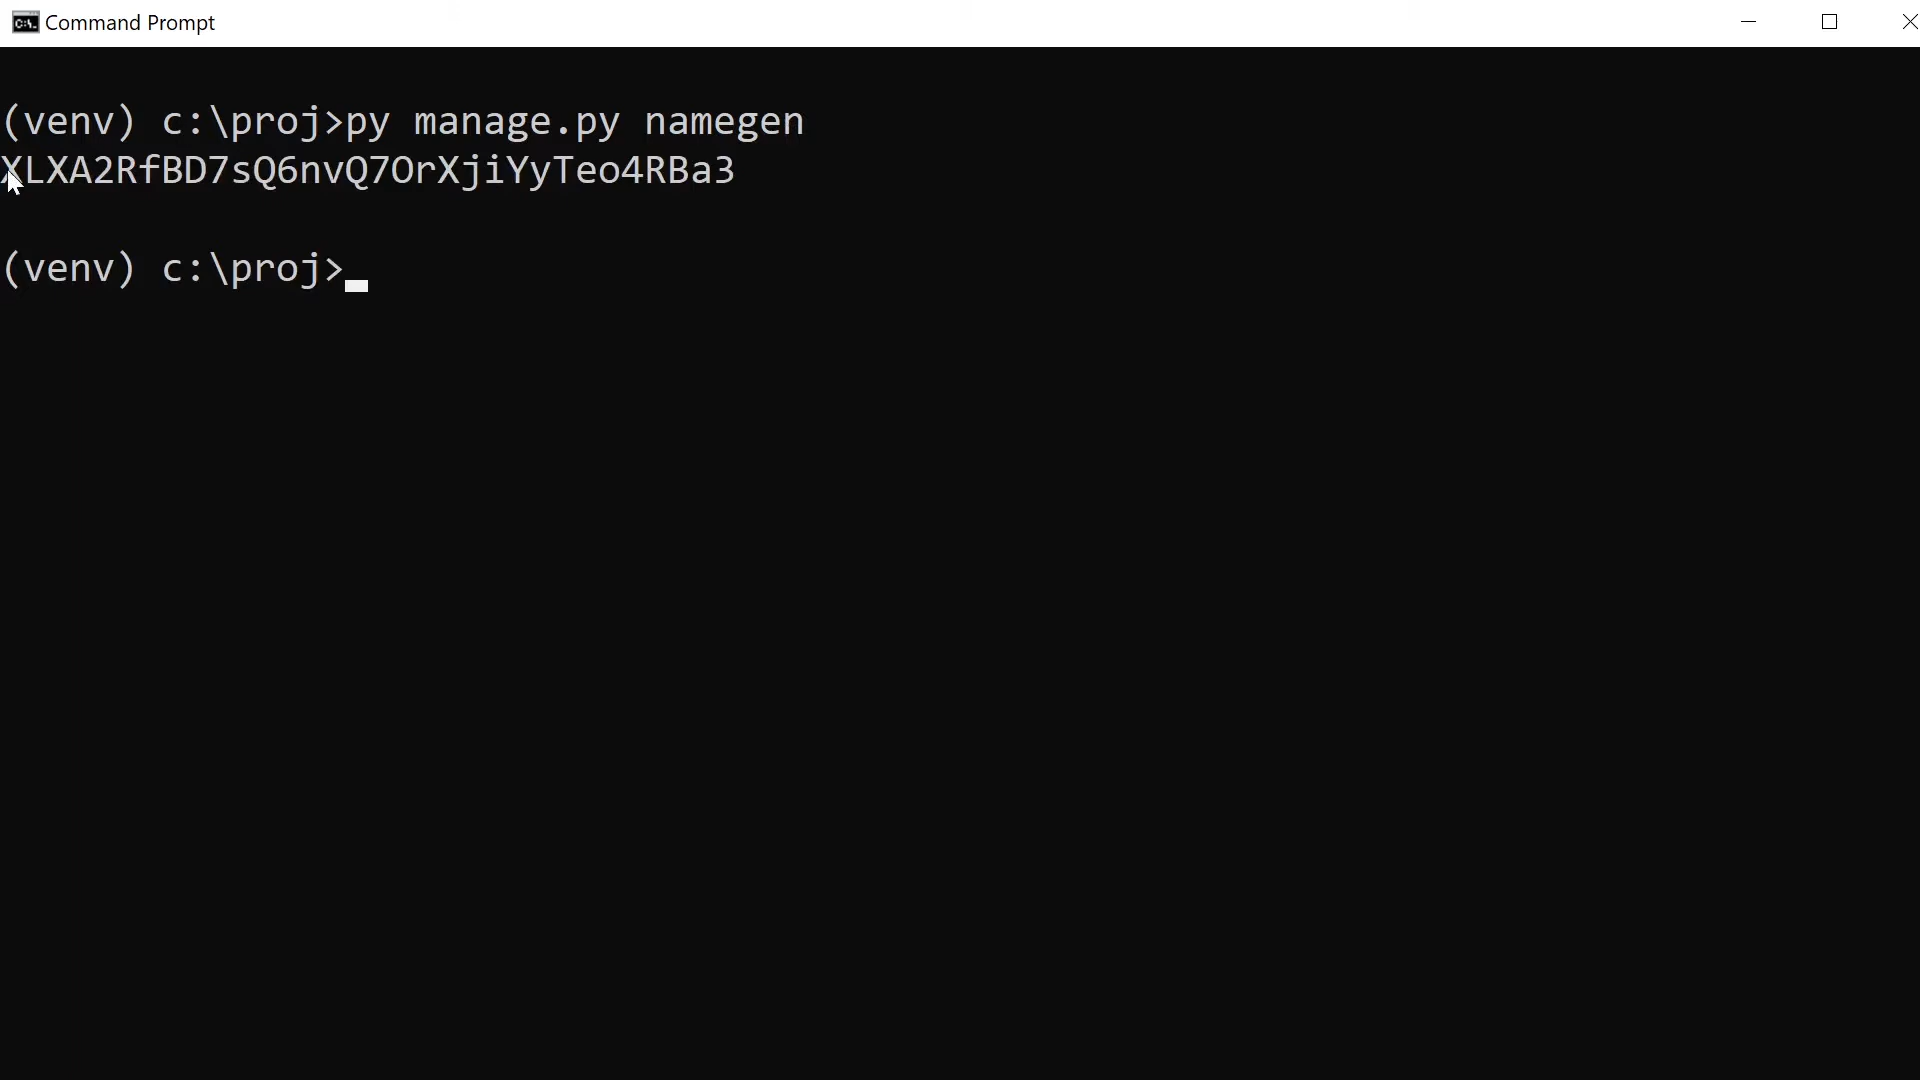 Command Prompt
(venv) c:\proj>py manage.py namegen
XLXA2RfBD7sQ6nvQ7OrXjiYyTeo4RBa3
(venv) c:\proj>